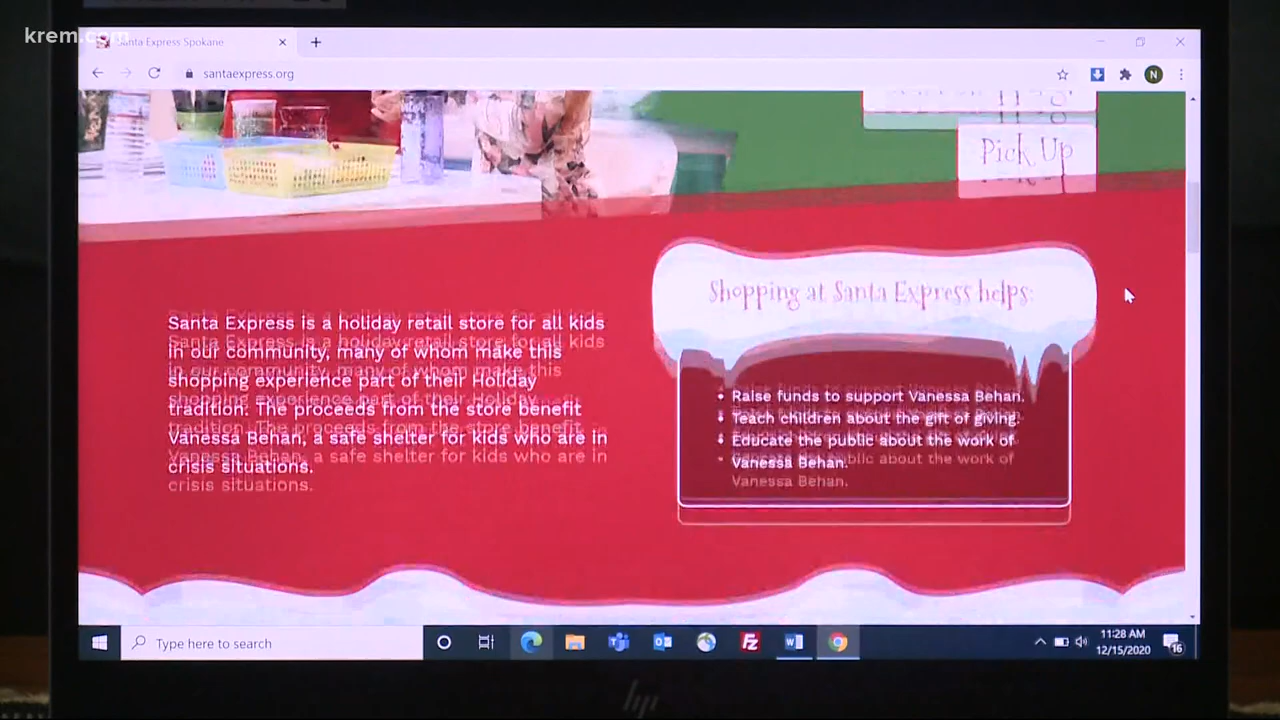 krem.com
Santa Express Spokane
santaexpress.org
N
Pick Up
Shopping at Santa Express helps:
Santa Express is a holiday retail store for all kids
in our community, many of whom make this
shopping experience part of their Holiday
tradition. The proceeds from the store benefit
Vanessa Behan, a safe shelter for kids who are in
crisis situations.
• Raise funds to support Vanessa Behan.
• Teach children about the gift of giving.
• Educate the public about the work of
Vanessa Behan.
Type here to search
11:28 AM
12/15/2020
16
hp